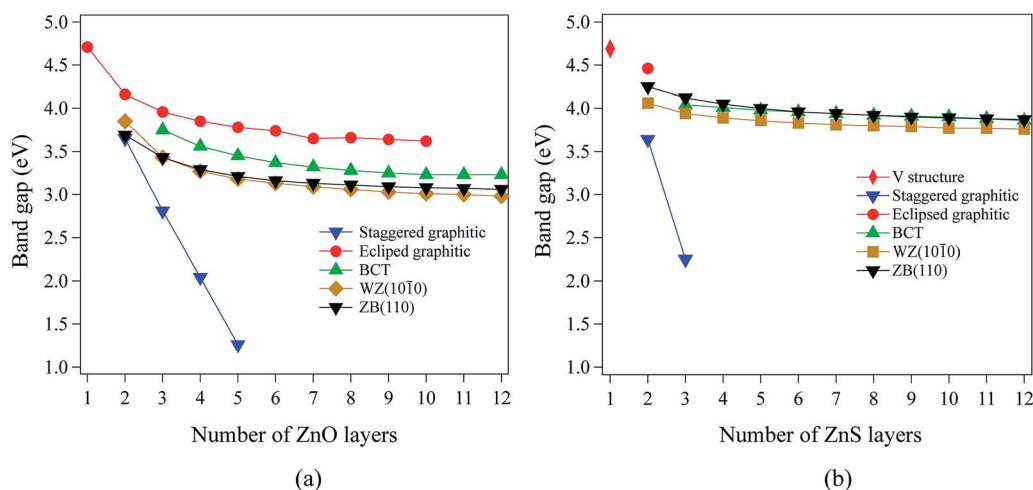 5.0
4.5
4.0
3.5
3.0
2.5
2.0
1.5
1.0
Band gap (eV)
Staggered graphitic
Ecliped graphitic
BCT
WZ(101̄0)
ZB(110)
1 2 3 4 5 6 7 8 9 10 11 12
Number of ZnO layers
(a)
5.0
4.5
4.0
3.5
3.0
2.5
2.0
1.5
1.0
Band gap (eV)
V structure
Staggered graphitic
Eclipsed graphitic
BCT
WZ(101̄0)
ZB(110)
1 2 3 4 5 6 7 8 9 10 11 12
Number of ZnS layers
(b)